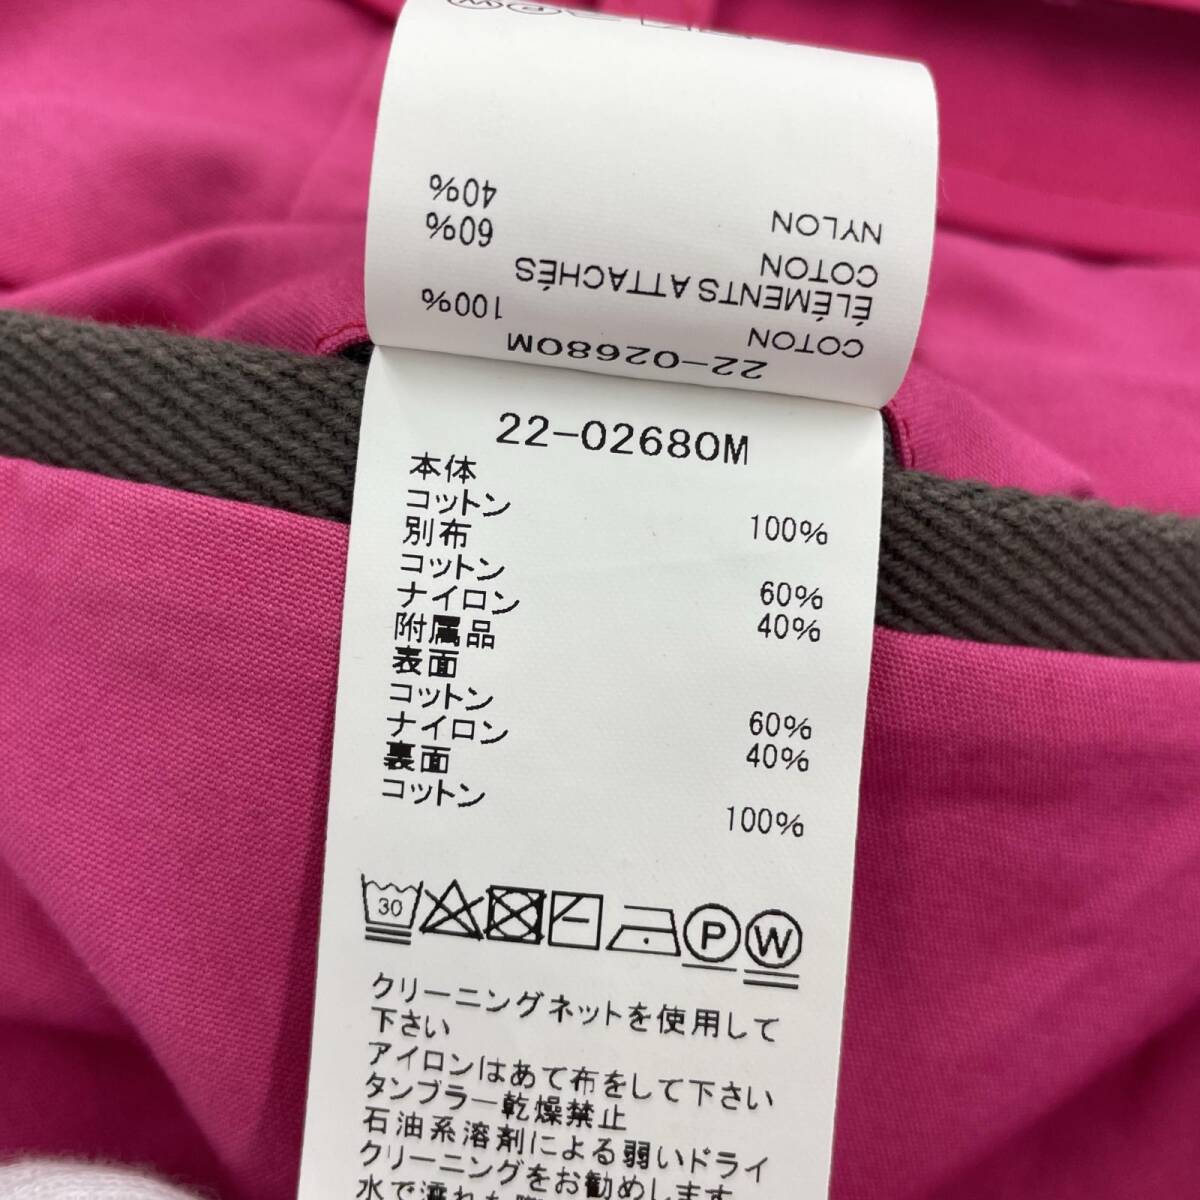 NYLON 40%
COTON 60%
ÉLÉMENTS ATTACHÉS
COTON 100%
22-02680M
22-02680M
本体
コットン 100%
別布
コットン 60%
ナイロン 40%
附属品
表面
コットン 60%
ナイロン 40%
裏面
コットン 100%
30 P W
クリーニングネットを使用して
下さい
アイロンはあて布をして下さい
タンブラー乾燥禁止
石油系溶剤による弱いドライ
クリーニングをお勧めします
水で濡れた